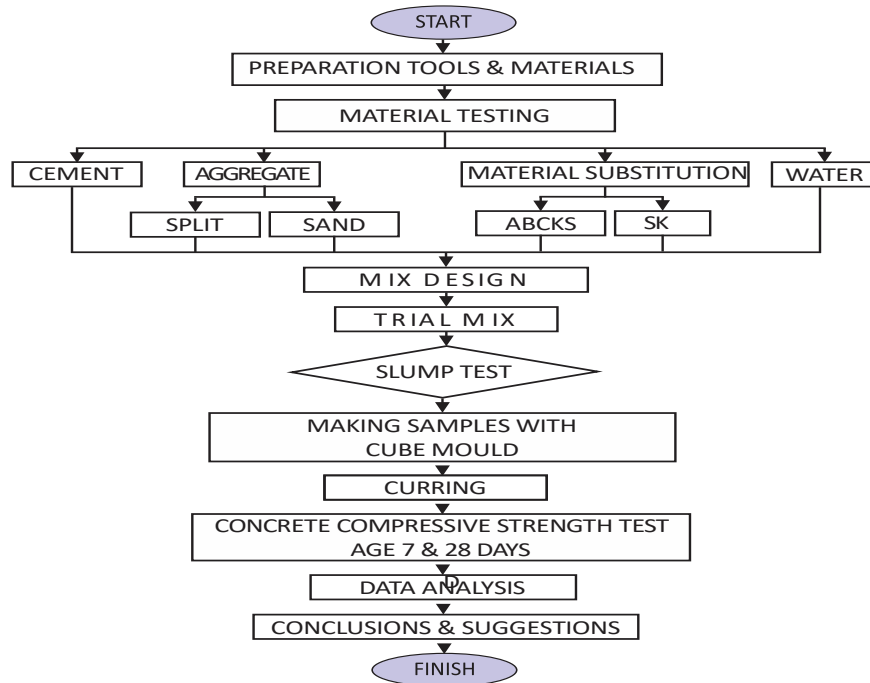 START
PREPARATION TOOLS & MATERIALS
MATERIAL TESTING
CEMENT
AGGREGATE
MATERIAL SUBSTITUTION
WATER
SPLIT
SAND
ABCKS
SK
MIX DESIGN
TRIAL MIX
SLUMP TEST
MAKING SAMPLES WITH
CUBE MOULD
CURRING
CONCRETE COMPRESSIVE STRENGTH TEST
AGE 7 & 28 DAYS
D
DATA ANALYSIS
CONCLUSIONS & SUGGESTIONS
FINISH